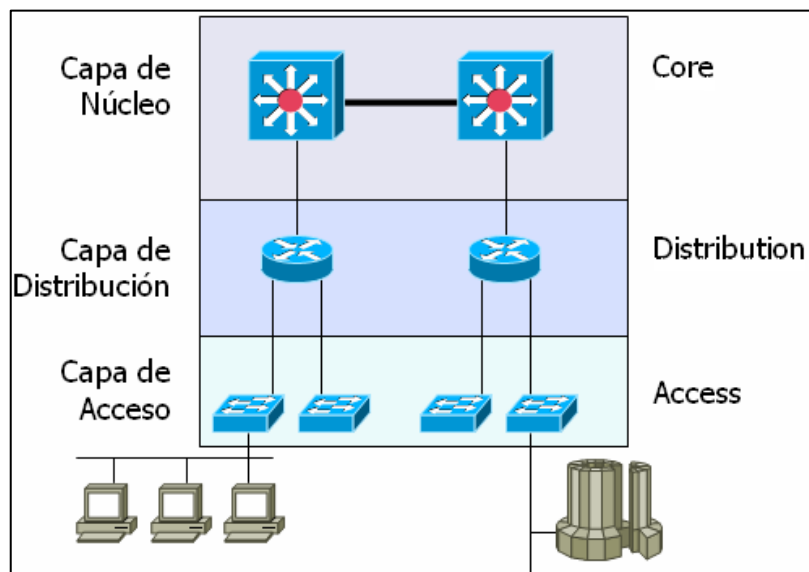 Capa de
Núcleo
Core
Capa de
Distribución
Distribution
Capa de
Acceso
Access